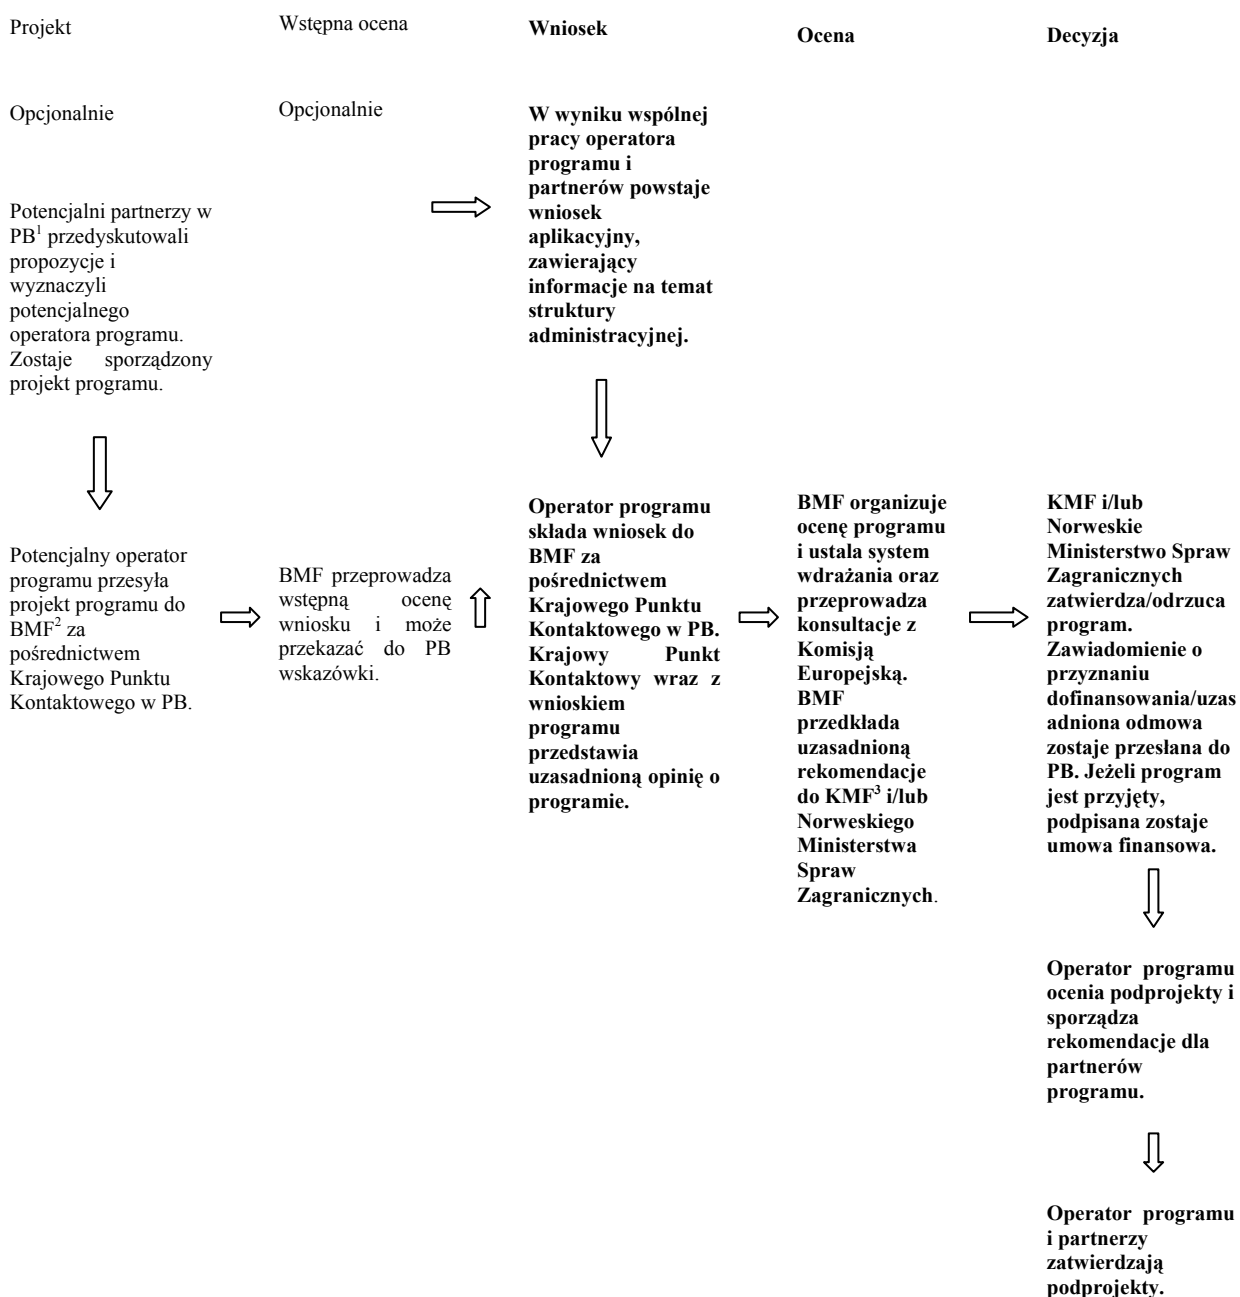 Projekt
Wstępna ocena
Wniosek
Ocena
Decyzja
Opcjonalnie
Opcjonalnie
W wyniku wspólnej
pracy operatora
programu i
partnerów powstaje
wniosek
aplikacyjny,
zawierający
informacje na temat
struktury
administracyjnej.
Potencjalni partnerzy w
PB¹ przedyskutowali
propozycje i
wyznaczyli
potencjalnego
operatora programu.
Zostaje sporządzony
projekt programu.
Potencjalny operator
programu przesyła
projekt programu do
BMF² za
pośrednictwem
Krajowego Punktu
Kontaktowego w PB.
BMF przeprowadza
wstępną ocenę
wniosku i może
przekazać do PB
wskazówki.
Operator programu
składa wniosek do
BMF za
pośrednictwem
Krajowego Punktu
Kontaktowego w PB.
Krajowy Punkt
Kontaktowy wraz z
wnioskiem
programu
przedstawia
uzasadnioną opinię o
programie.
BMF organizuje
ocenę programu
i ustala system
wdrażania oraz
przeprowadza
konsultacje z
Komisją
Europejską.
BMF
przedkłada
uzasadnioną
rekomendacje
do KMF³ i/lub
Norweskiego
Ministerstwa
Spraw
Zagranicznych.
KMF i/lub
Norweskie
Ministerstwo Spraw
Zagranicznych
zatwierdza/odrzuca
program.
Zawiadomienie o
przyznaniu
dofinansowania/uzas
adniona odmowa
zostaje przesłana do
PB. Jeżeli program
jest przyjęty,
podpisana zostaje
umowa finansowa.
Operator programu
ocenia podprojekty i
sporządza
rekomendacje dla
partnerów
programu.
Operator programu
i partnerzy
zatwierdzają
podprojekty.